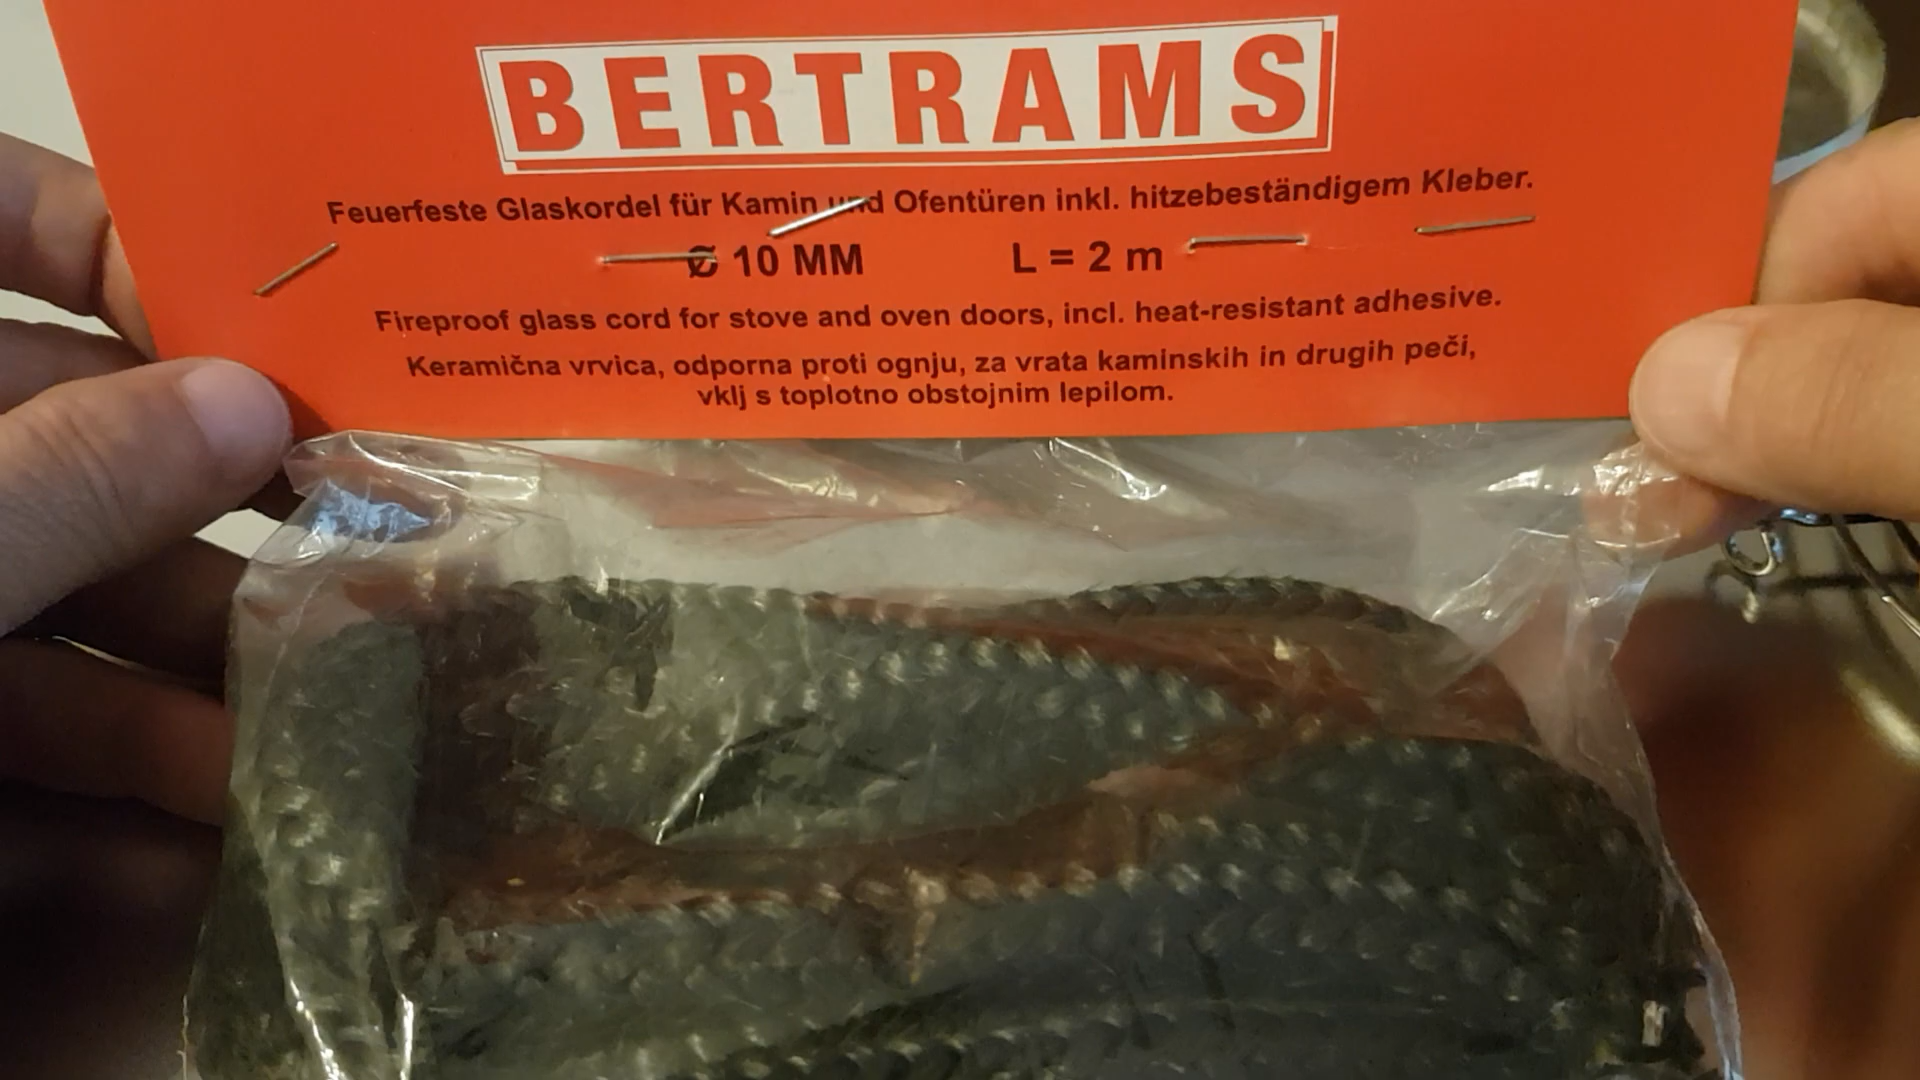 BERTRAMS
Feuerfeste Glaskordel für Kamin und Ofentüren inkl. hitzebeständigem Kleber.
Ø 10 MM L = 2 m
Fireproof glass cord for stove and oven doors, incl. heat-resistant adhesive.
Keramična vrvica, odporna proti ognju, za vrata kaminskih in drugih peči,
vklj s toplotno obstojnim lepilom.